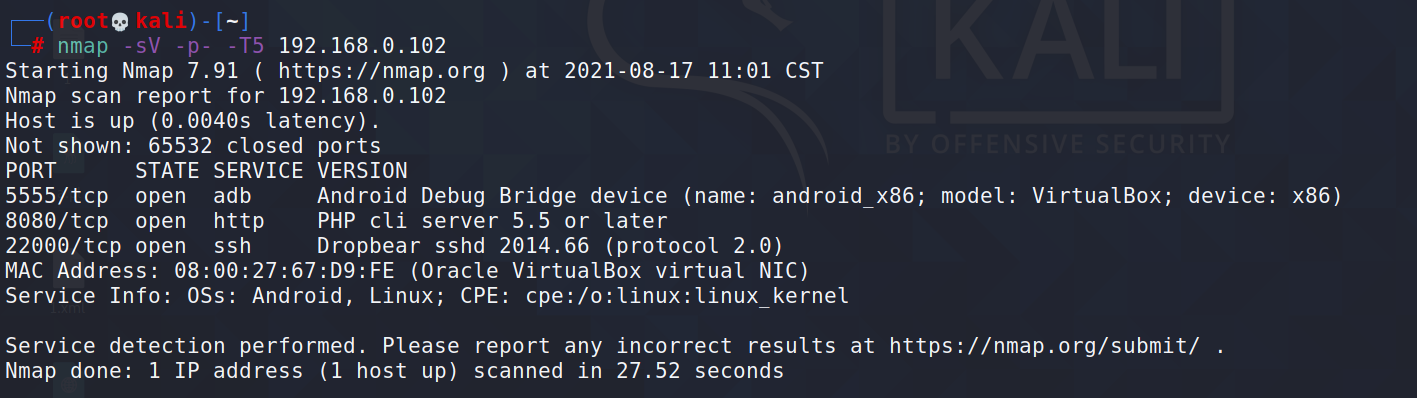 ┌──(root💀kali)-[~]
└─# nmap -sV -p- -T5 192.168.0.102
Starting Nmap 7.91 ( https://nmap.org ) at 2021-08-17 11:01 CST
Nmap scan report for 192.168.0.102
Host is up (0.0040s latency).
Not shown: 65532 closed ports
PORT      STATE SERVICE VERSION
5555/tcp  open  adb     Android Debug Bridge device (name: android_x86; model: VirtualBox; device: x86)
8080/tcp  open  http    PHP cli server 5.5 or later
22000/tcp open  ssh     Dropbear sshd 2014.66 (protocol 2.0)
MAC Address: 08:00:27:67:D9:FE (Oracle VirtualBox virtual NIC)
Service Info: OSs: Android, Linux; CPE: cpe:/o:linux:linux_kernel

Service detection performed. Please report any incorrect results at https://nmap.org/submit/ .
Nmap done: 1 IP address (1 host up) scanned in 27.52 seconds
KALI
BY OFFENSIVE SECURITY